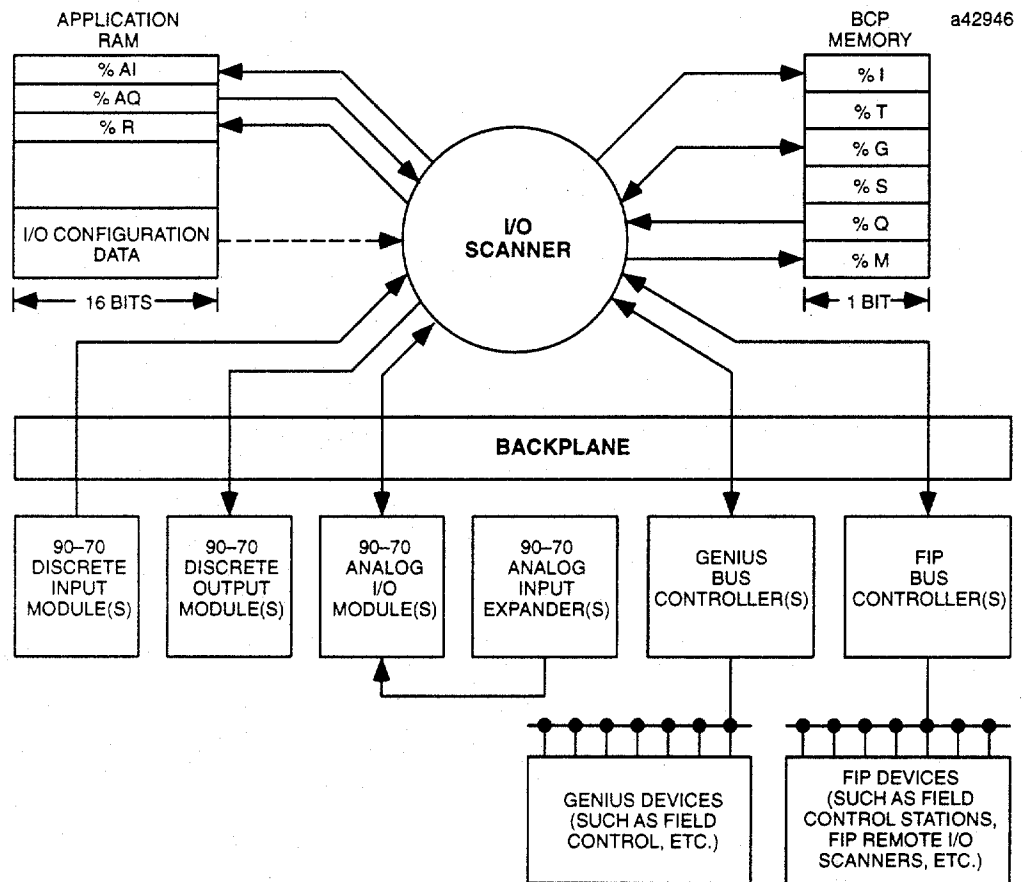 APPLICATION
RAM
% AI
% AQ
% R
I/O CONFIGURATION
DATA
16 BITS
I/O
SCANNER
BCP
MEMORY
a42946
% I
% T
% G
% S
% Q
% M
1 BIT
BACKPLANE
90–70
DISCRETE
INPUT
MODULE(S)
90–70
DISCRETE
OUTPUT
MODULE(S)
90–70
ANALOG
I/O
MODULE(S)
90–70
ANALOG
INPUT
EXPANDER(S)
GENIUS
BUS
CONTROLLER(S)
FIP
BUS
CONTROLLER(S)
GENIUS DEVICES
(SUCH AS FIELD
CONTROL, ETC.)
FIP DEVICES
(SUCH AS FIELD
CONTROL STATIONS,
FIP REMOTE I/O
SCANNERS, ETC.)